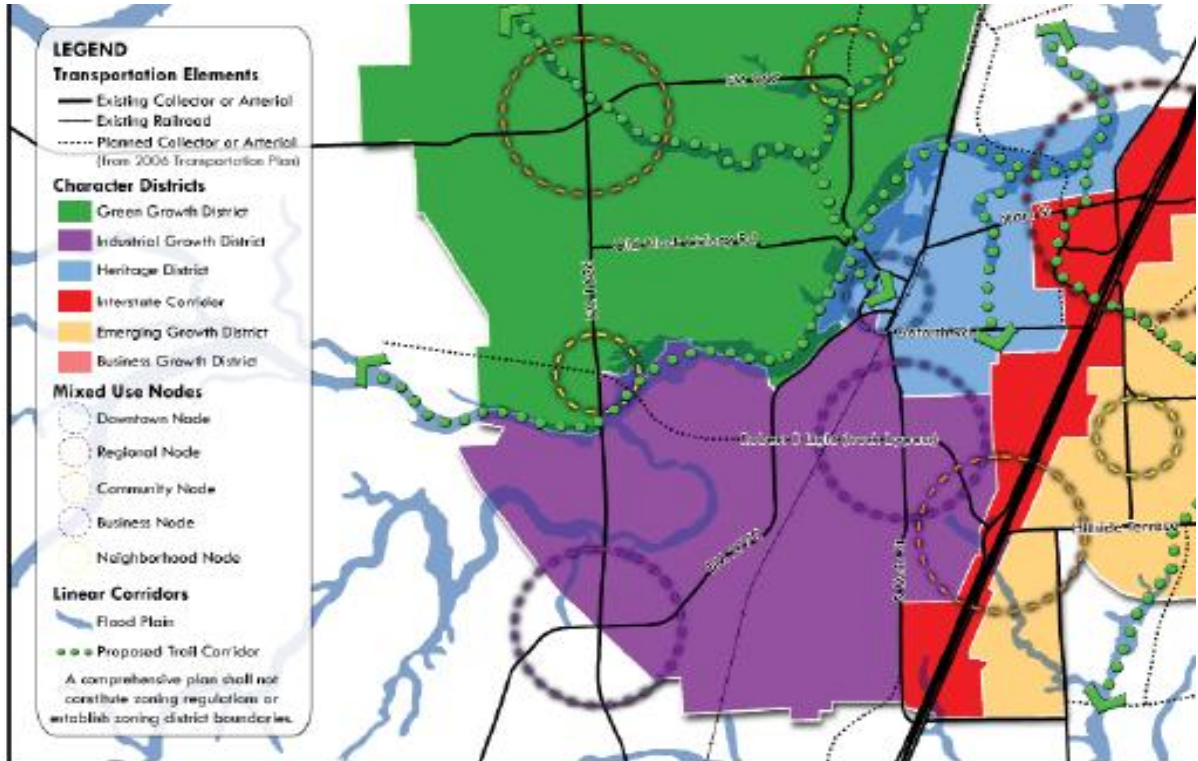 LEGEND
Transportation Elements
Existing Collector or Arterial
Existing Railroad
Planned Collector or Arterial
(from 2006 Transportation Plan)
Character Districts
Green Growth District
Industrial Growth District
Heritage District
Interstate Corridor
Emerging Growth District
Business Growth District
Mixed Use Nodes
Downtown Node
Regional Node
Community Node
Business Node
Neighborhood Node
Linear Corridors
Flood Plain
Proposed Trail Corridor
A comprehensive plan shall not
constitute zoning regulations or
establish zoning district boundaries.
Hillside Terrace